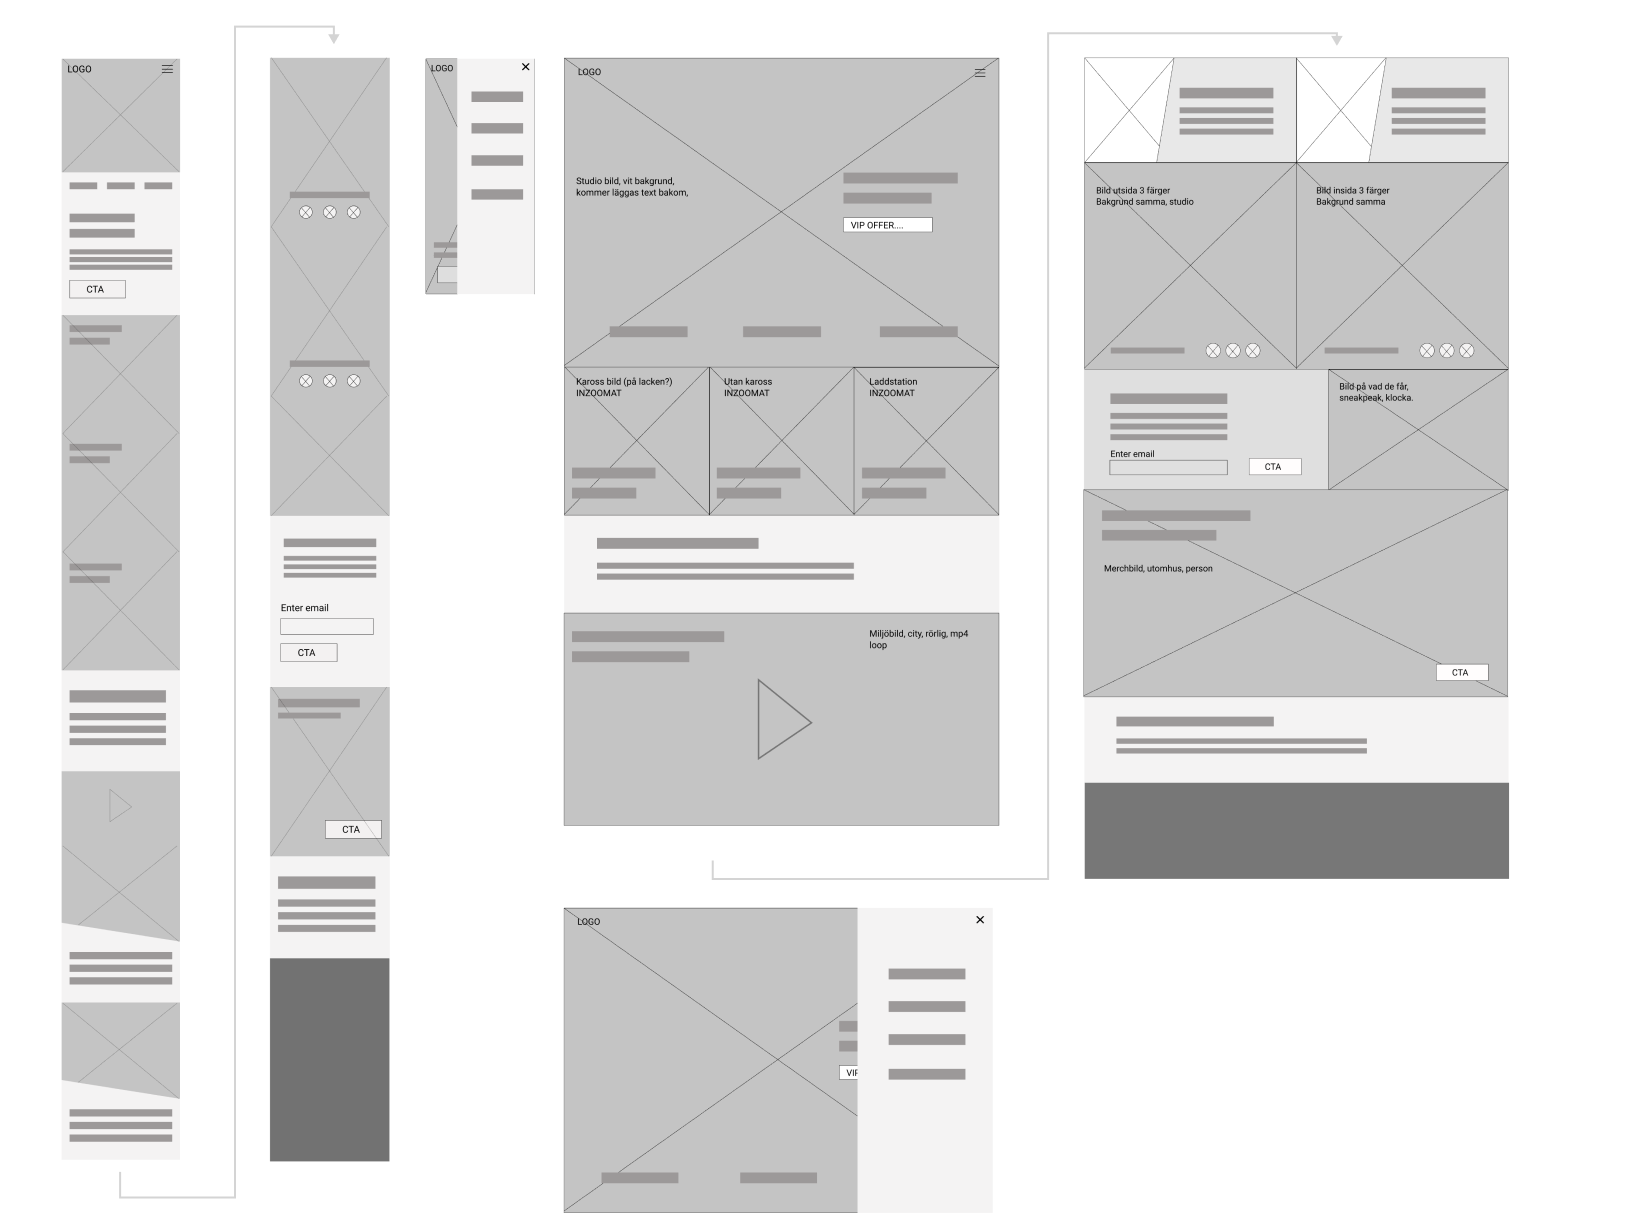 LOGO
CTA
Enter email
CTA
CTA
LOGO
LOGO
Studio bild, vit bakgrund,
kommer läggas text bakom,
VIP OFFER....
Kaross bild (på lacken?)
INZOOMAT
Utan kaross
INZOOMAT
Laddstation
INZOOMAT
Miljöbild, city, rörlig, mp4
loop
Bild utsida 3 färger
Bakgrund samma, studio
Bild insida 3 färger
Bakgrund samma
Enter email
CTA
Bild på vad de får,
sneakpeak, klocka.
Merchbild, utomhus, person
CTA
LOGO
VIP